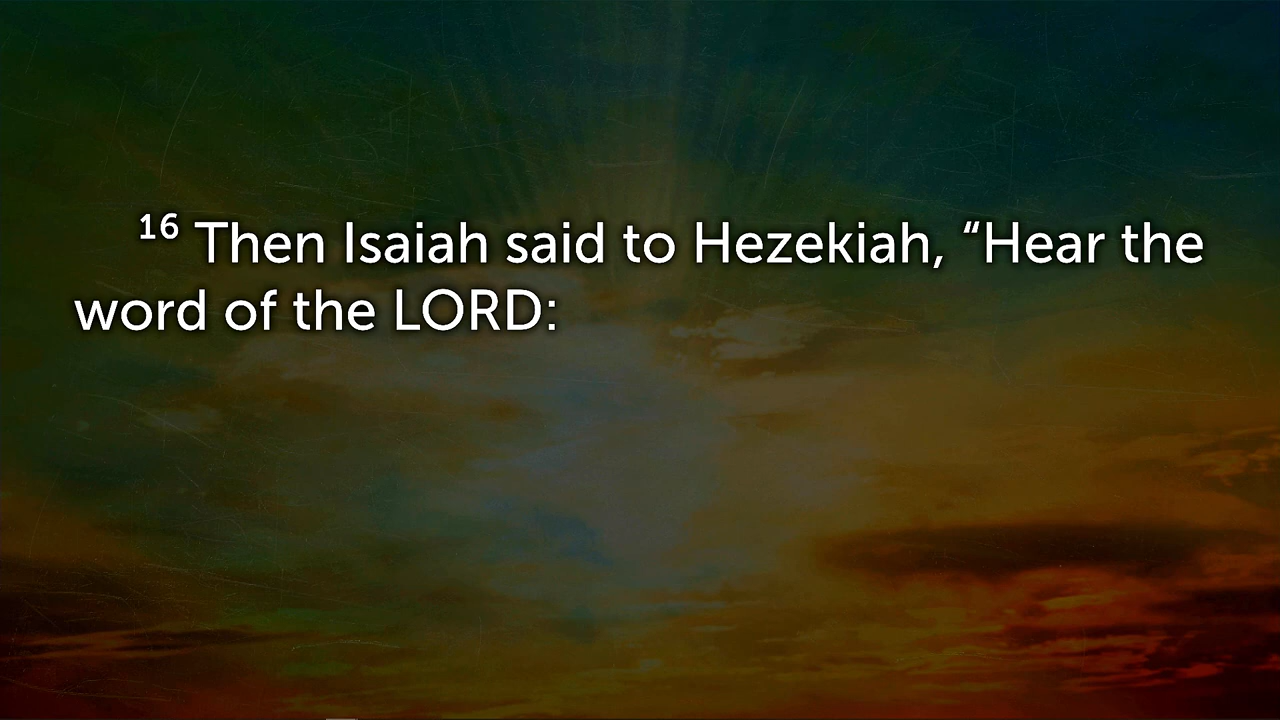 16 Then Isaiah said to Hezekiah, “Hear the
word of the LORD: